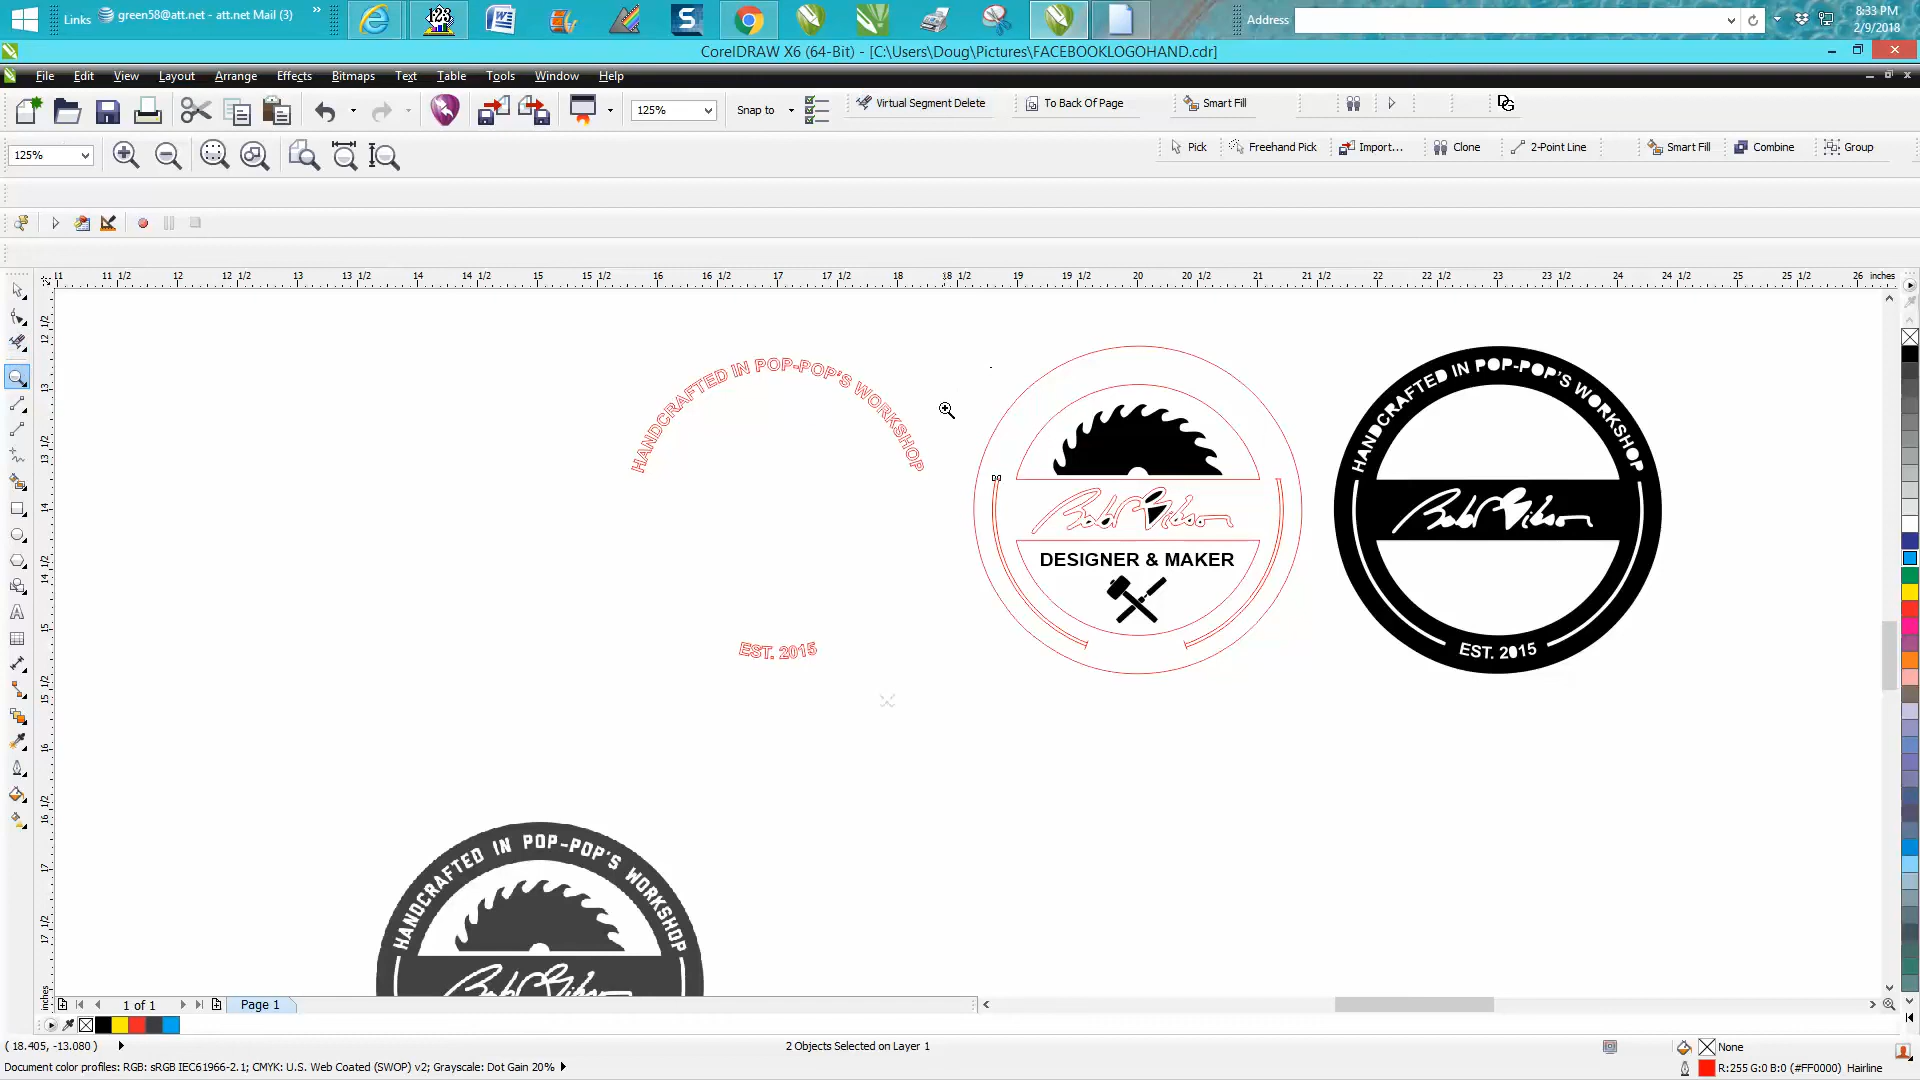 Links green58@att.net - att.net Mail (3) » Address 8:33 PM
2/9/2018
CorelDRAW X6 (64-Bit) - [C:\Users\Doug\Pictures\FACEBOOKLOGOHAND.cdr]
File Edit View Layout Arrange Effects Bitmaps Text Table Tools Window Help
125% Snap to Virtual Segment Delete To Back Of Page Smart Fill
125% Pick Freehand Pick Import... Clone 2-Point Line Smart Fill Combine Group
11 11 1/2 12 12 1/2 13 13 1/2 14 14 1/2 15 15 1/2 16 16 1/2 17 17 1/2 18 18 1/2 19 19 1/2 20 20 1/2 21 21 1/2 22 22 1/2 23 23 1/2 24 24 1/2 25 25 1/2 26 inches
HANDCRAFTED IN POP-POP'S WORKSHOP
EST. 2015
Bob Gibson
DESIGNER & MAKER
HANDCRAFTED IN POP-POP'S WORKSHOP
Bob Gibson
EST. 2015
HANDCRAFTED IN POP-POP'S WORKSHOP
Bob Gibson
1 of 1 Page 1
( 18.405, -13.080 ) 2 Objects Selected on Layer 1 None
Document color profiles: RGB: sRGB IEC61966-2.1; CMYK: U.S. Web Coated (SWOP) v2; Grayscale: Dot Gain 20% R:255 G:0 B:0 (#FF0000) Hairline